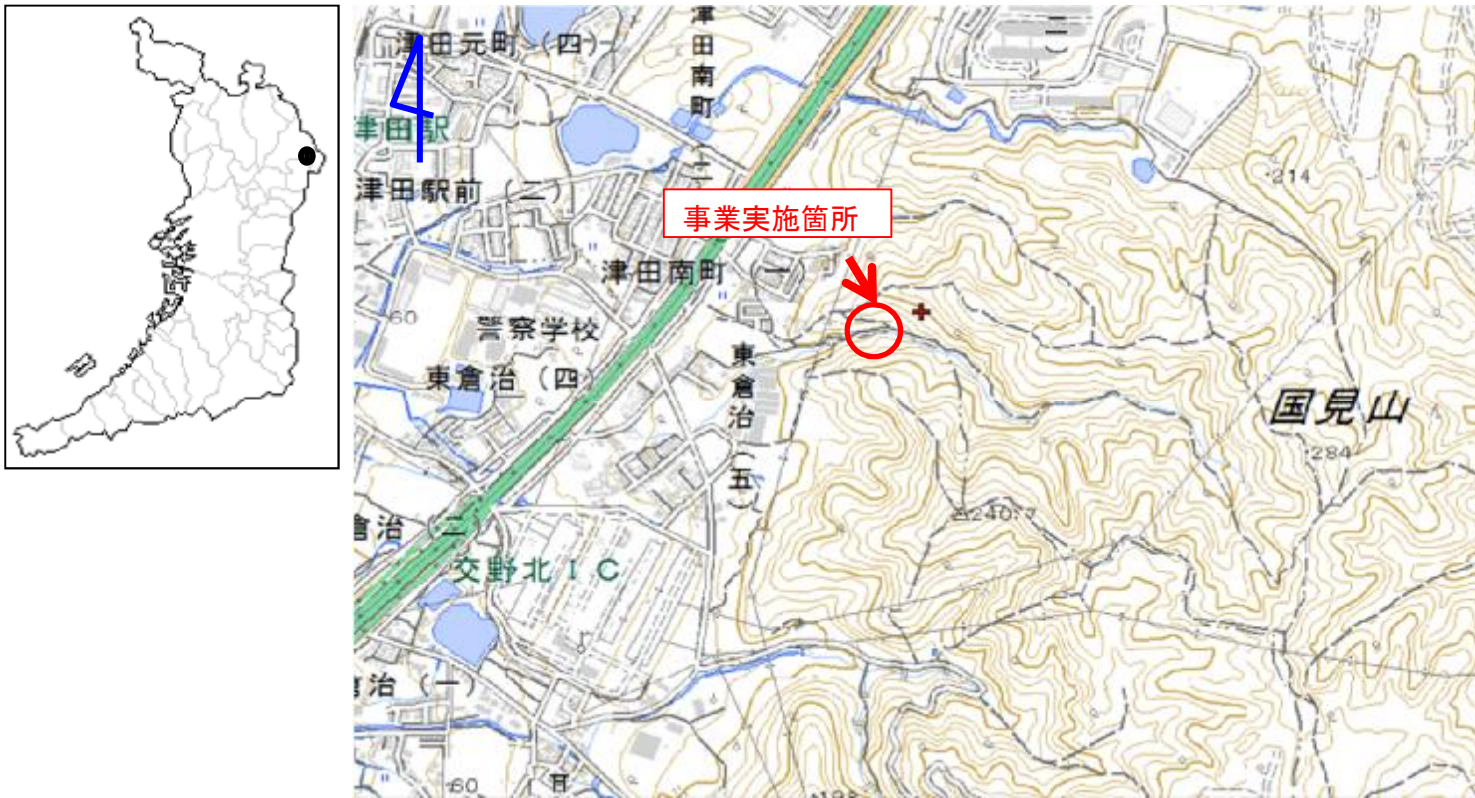 津田元町（四）
津田南町（二）
津田駅
津田駅前（二）
・214
事業実施箇所
津田南町（一）
60
警察学校
東倉治（四）
東倉治（五）
国見山
・284
240.7
倉治（二）
交野北ＩＣ
倉治（一）
60
198